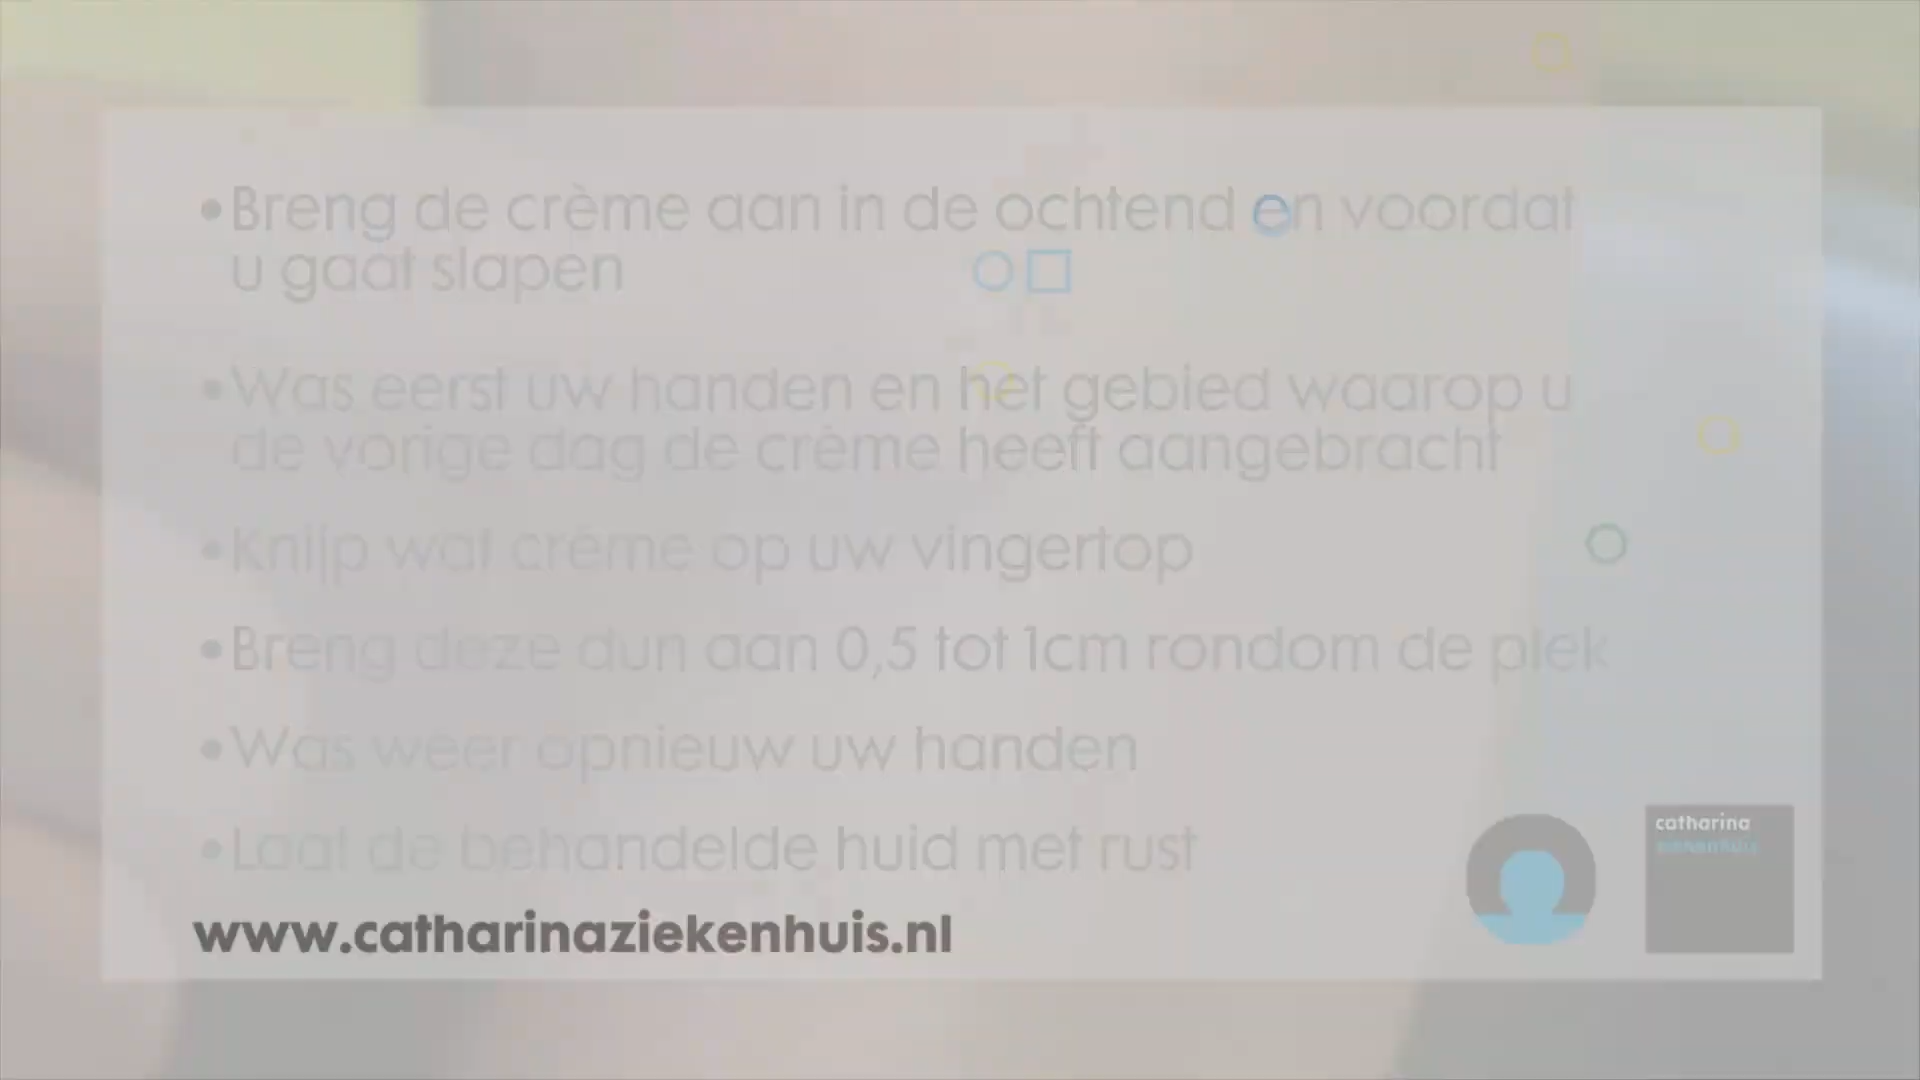 •Breng de crème aan in de ochtend en voordat
u gaat slapen
•Was eerst uw handen en het gebied waarop u
de vorige dag de crème heeft aangebracht
•Knijp wat crème op uw vingertop
•Breng deze dun aan 0,5 tot 1cm rondom de plek
•Was weer opnieuw uw handen
•Laat de behandelde huid met rust
www.catharinaziekenhuis.nl
catharina
ziekenhuis